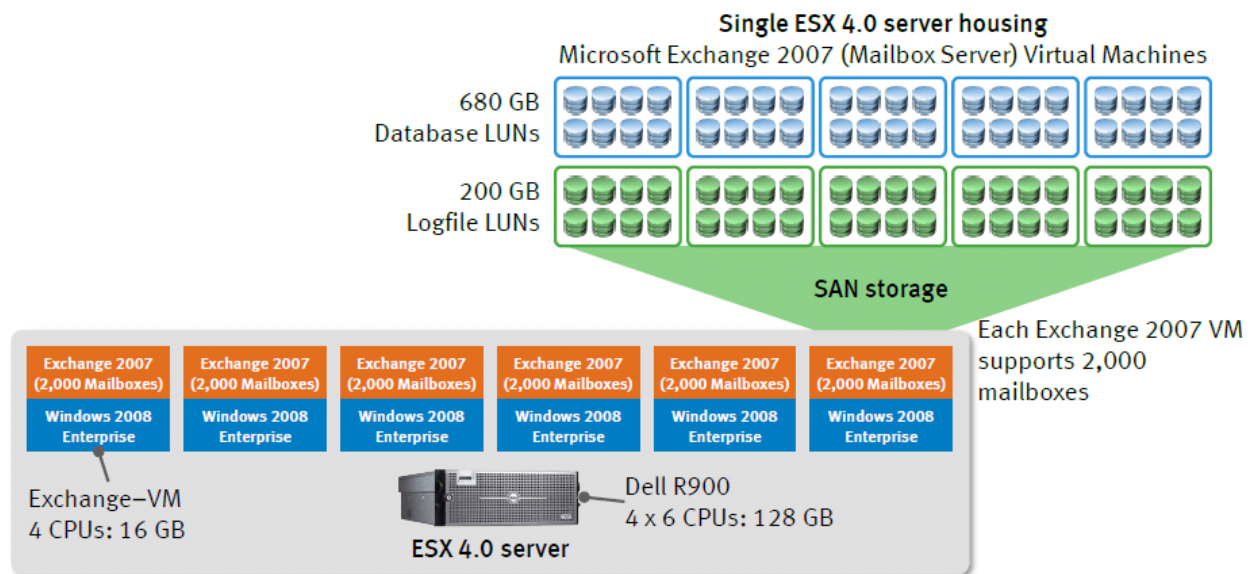 Single ESX 4.0 server housing
Microsoft Exchange 2007 (Mailbox Server) Virtual Machines
680 GB
Database LUNs
200 GB
Logfile LUNs
SAN storage
Each Exchange 2007 VM
supports 2,000
mailboxes
Exchange 2007
(2,000 Mailboxes)
Windows 2008
Enterprise
Exchange 2007
(2,000 Mailboxes)
Windows 2008
Enterprise
Exchange 2007
(2,000 Mailboxes)
Windows 2008
Enterprise
Exchange 2007
(2,000 Mailboxes)
Windows 2008
Enterprise
Exchange 2007
(2,000 Mailboxes)
Windows 2008
Enterprise
Exchange 2007
(2,000 Mailboxes)
Windows 2008
Enterprise
Exchange–VM
4 CPUs: 16 GB
Dell R900
4 x 6 CPUs: 128 GB
ESX 4.0 server